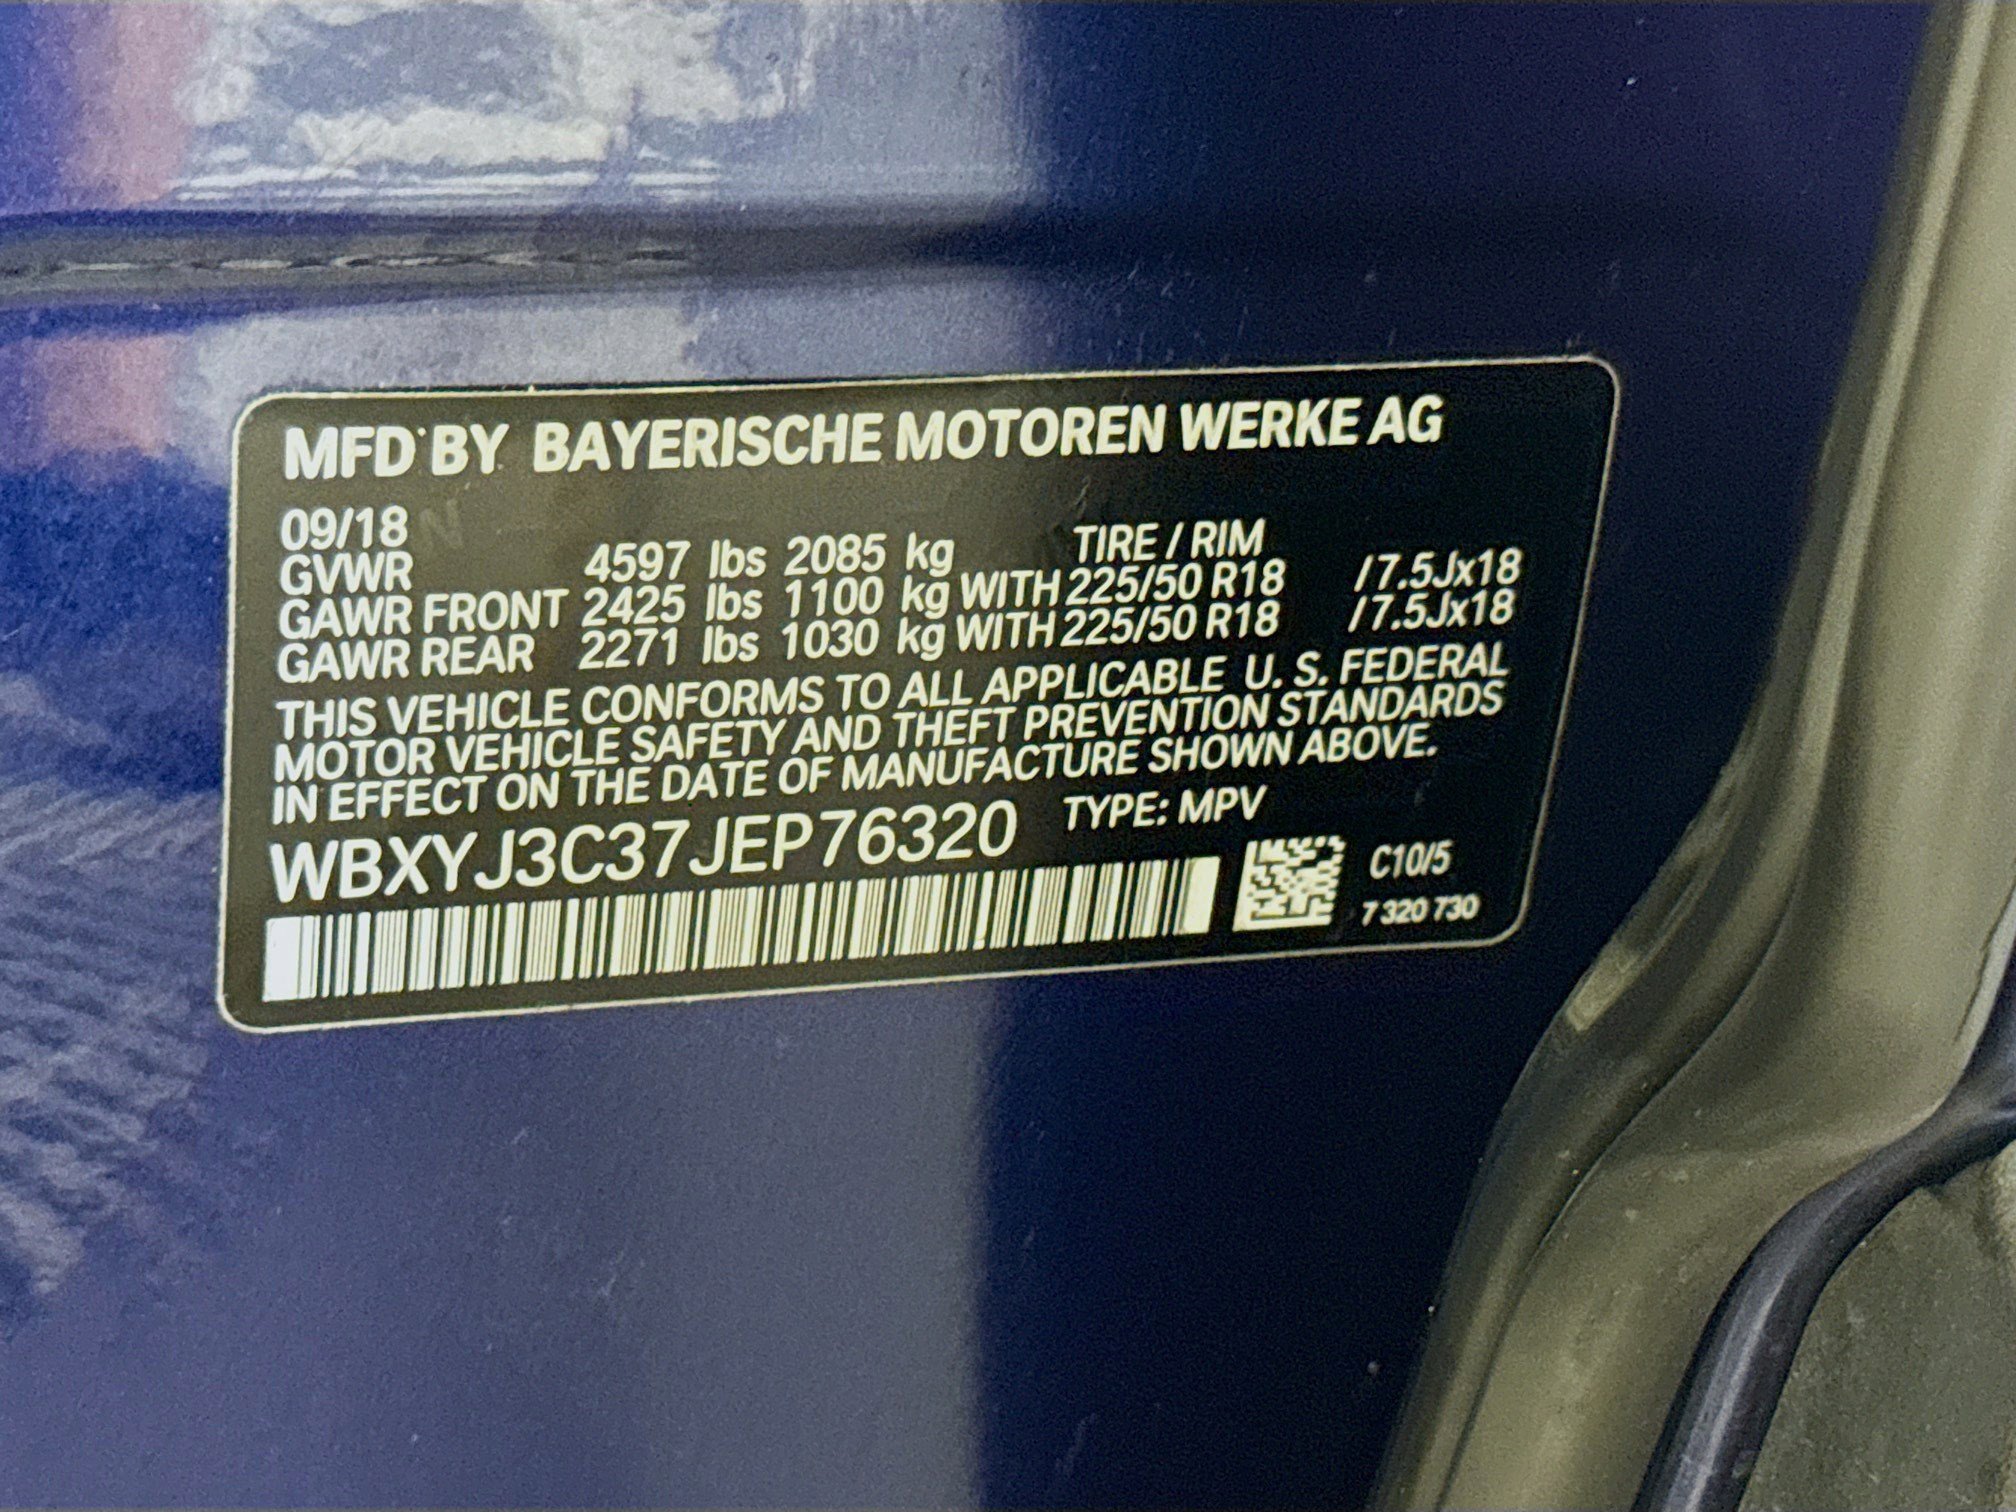 MFD BY BAYERISCHE MOTOREN WERKE AG
09/18
GVWR 4597 lbs 2085 kg TIRE / RIM
GAWR FRONT 2425 lbs 1100 kg WITH 225/50 R18 /7.5Jx18
GAWR REAR 2271 lbs 1030 kg WITH 225/50 R18 /7.5Jx18
THIS VEHICLE CONFORMS TO ALL APPLICABLE U. S. FEDERAL
MOTOR VEHICLE SAFETY AND THEFT PREVENTION STANDARDS
IN EFFECT ON THE DATE OF MANUFACTURE SHOWN ABOVE.
WBXYJ3C37JEP76320 TYPE: MPV
C10/5
7 320 730